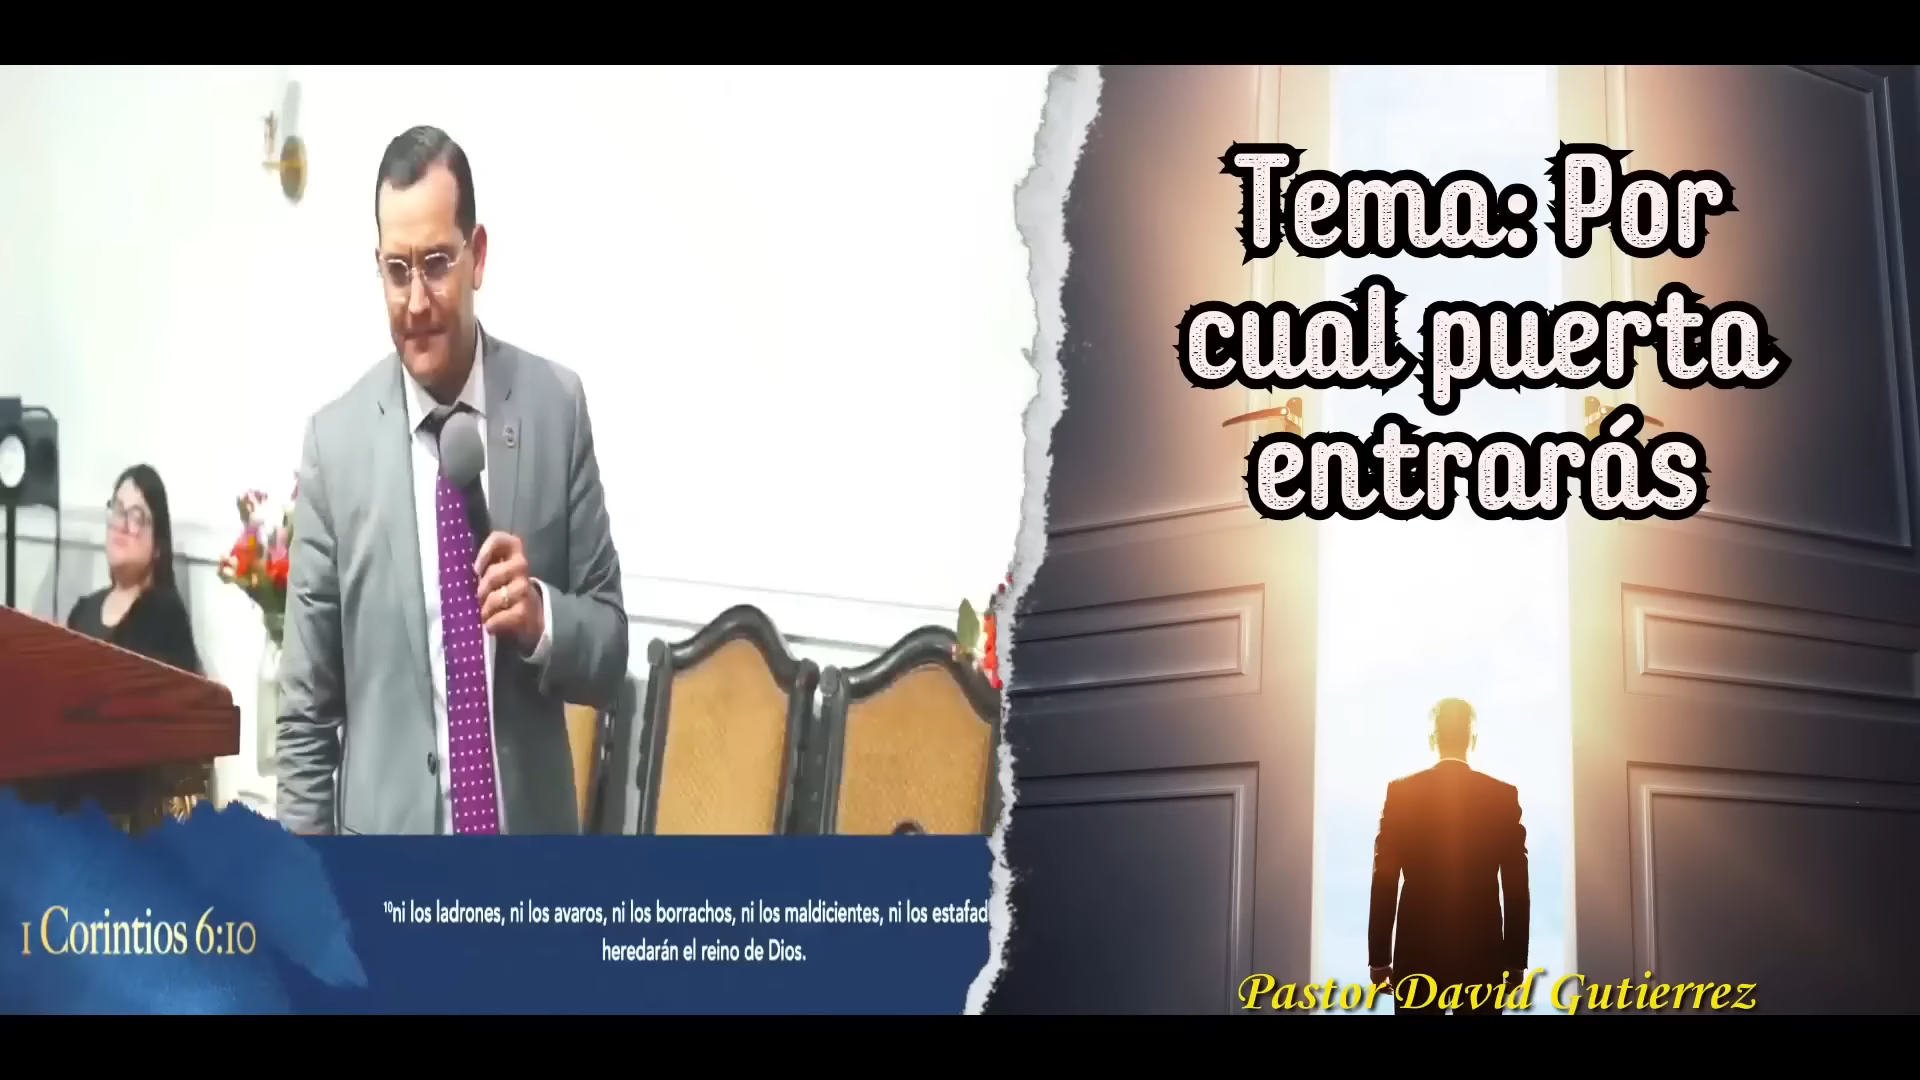 Tema: Por
cual puerta
entrarás
1 Corintios 6:10
¹⁰ni los ladrones, ni los avaros, ni los borrachos, ni los maldicientes, ni los
heredarán el reino de Dios.
Pastor David Gutierrez